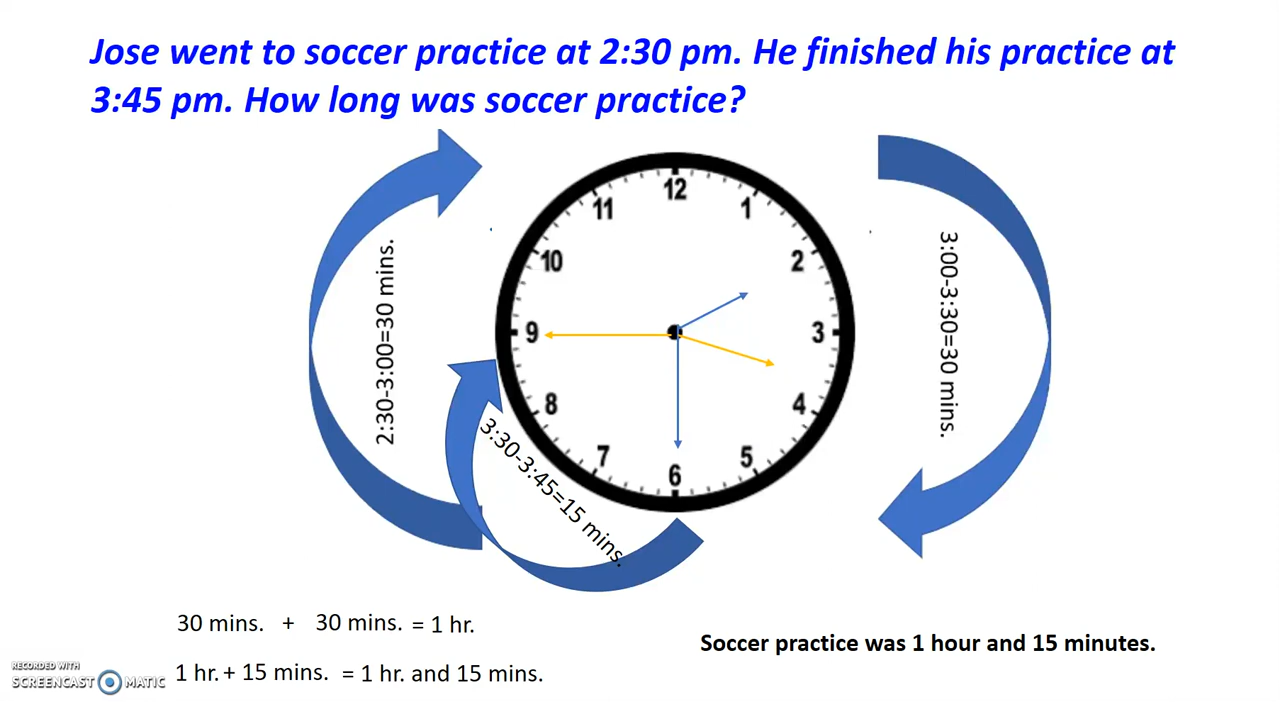 Jose went to soccer practice at 2:30 pm. He finished his practice at
3:45 pm. How long was soccer practice?
12
11
1
10
2
9
3
8
4
7
5
6
2:30-3:00=30 mins.
3:00-3:30=30 mins.
3:30-3:45=15 mins.
30 mins. + 30 mins. = 1 hr.
1 hr. + 15 mins. = 1 hr. and 15 mins.
Soccer practice was 1 hour and 15 minutes.
RECORDED WITH
SCREENCAST MATIC